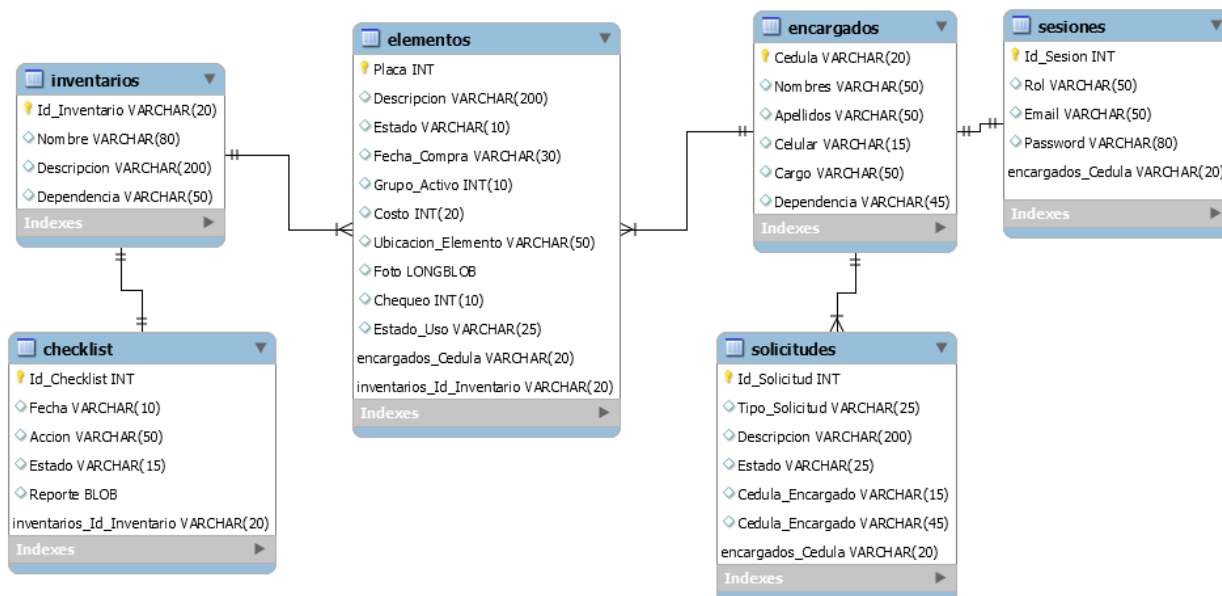 inventarios
Id_Inventario VARCHAR(20)
Nombre VARCHAR(80)
Descripcion VARCHAR(200)
Dependencia VARCHAR(50)
Indexes
checklist
Id_Checklist INT
Fecha VARCHAR(10)
Accion VARCHAR(50)
Estado VARCHAR(15)
Reporte BLOB
inventarios_Id_Inventario VARCHAR(20)
Indexes
elementos
Placa INT
Descripcion VARCHAR(200)
Estado VARCHAR(10)
Fecha_Compra VARCHAR(30)
Grupo_Activo INT(10)
Costo INT(20)
Ubicacion_Elemento VARCHAR(50)
Foto LONGBLOB
Chequeo INT(10)
Estado_Uso VARCHAR(25)
encargados_Cedula VARCHAR(20)
inventarios_Id_Inventario VARCHAR(20)
Indexes
encargados
Cedula VARCHAR(20)
Nombres VARCHAR(50)
Apellidos VARCHAR(50)
Celular VARCHAR(15)
Cargo VARCHAR(50)
Dependencia VARCHAR(45)
Indexes
solicitudes
Id_Solicitud INT
Tipo_Solicitud VARCHAR(25)
Descripcion VARCHAR(200)
Estado VARCHAR(25)
Cedula_Encargado VARCHAR(15)
Cedula_Encargado VARCHAR(45)
encargados_Cedula VARCHAR(20)
Indexes
sesiones
Id_Sesion INT
Rol VARCHAR(50)
Email VARCHAR(50)
Password VARCHAR(80)
encargados_Cedula VARCHAR(20)
Indexes